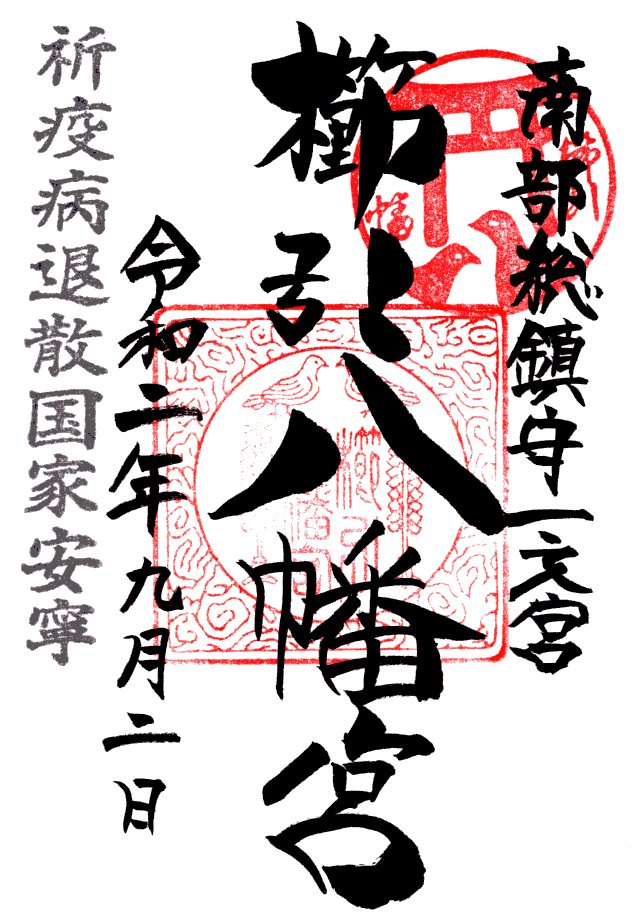 南部総鎮守一之宮
櫛引八幡宮
令和二年九月二日
祈疫病退散国家安寧